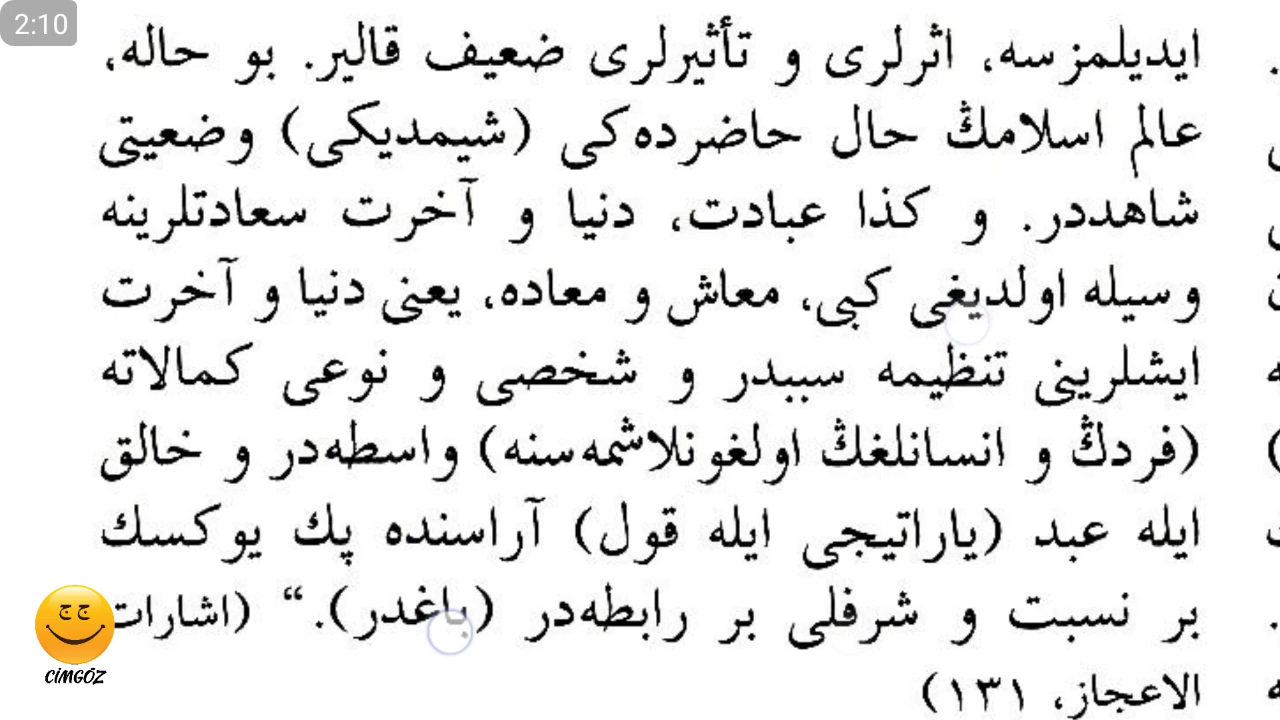 2:10
ایدیلمزسه، اثرلری و تأثیرلری ضعیف قالیر. بو حاله،
عالم اسلامڭ حال حاضرده‌کی (شیمدیکی) وضعیتی
شاهددر. و کذا عبادت، دنیا و آخرت سعادتلرینه
وسیله اولدیغی کبی، معاش و معاده، یعنی دنیا و آخرت
ایشلرینی تنظیمه سببدر و شخصی و نوعی کمالاته
(فردڭ و انسانلغڭ اولغونلاشمه‌سنه) واسطه‌در و خالق
ایله عبد (یاراتیجی ایله قول) آراسنده پك یوکسك
بر نسبت و شرفلی بر رابطه‌در (باغدر).“ (اشارات
الاعجاز، ١٣١)
ج ج
CİMGÖZ